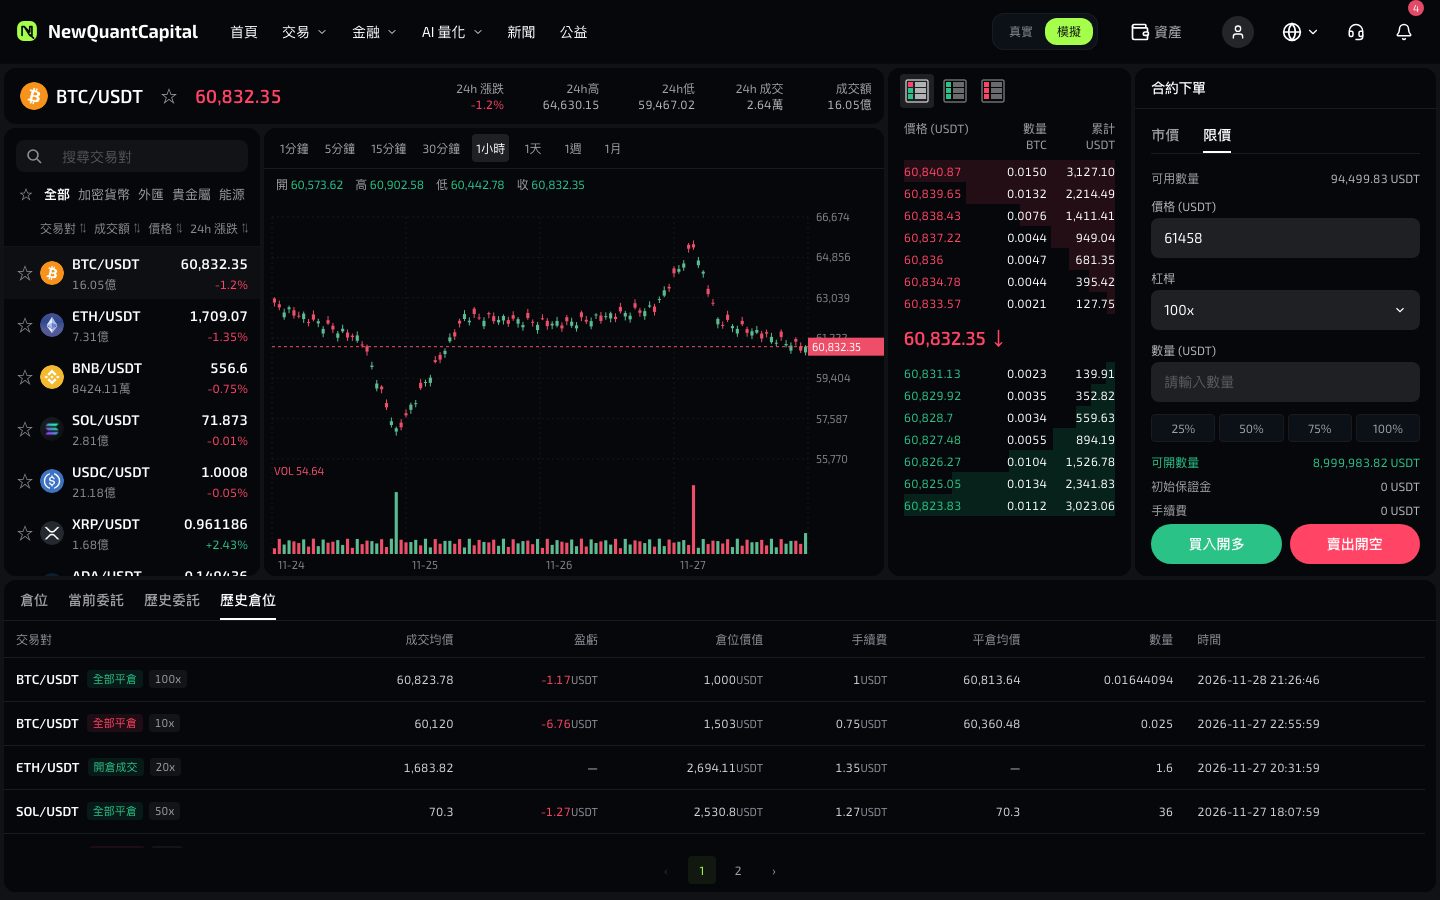 NewQuantCapital 首頁 交易 金融 AI 量化 新聞 公益 真實 模擬 資產 4
BTC/USDT 60,832.35
24h 漲跌 24h高 24h低 24h 成交 成交額
-1.2% 64,630.15 59,467.02 2.64萬 16.05億
搜尋交易對
全部 加密貨幣 外匯 貴金屬 能源
交易對 成交額 價格 24h 漲跌
BTC/USDT 60,832.35
16.05億 -1.2%
ETH/USDT 1,709.07
7.31億 -1.35%
BNB/USDT 556.6
8424.11萬 -0.75%
SOL/USDT 71.873
2.81億 -0.01%
USDC/USDT 1.0008
21.18億 -0.05%
XRP/USDT 0.961186
1.68億 +2.43%
1分鐘 5分鐘 15分鐘 30分鐘 1小時 1天 1週 1月
開 60,573.62 高 60,902.58 低 60,442.78 收 60,832.35
66,674
64,856
63,039
60,832.35
59,404
57,587
55,770
VOL 54.64
11-24 11-25 11-26 11-27
價格 (USDT) 數量 累計
BTC USDT
60,840.87 0.0150 3,127.10
60,839.65 0.0132 2,214.49
60,838.43 0.0076 1,411.41
60,837.22 0.0044 949.04
60,836 0.0047 681.35
60,834.78 0.0044 395.42
60,833.57 0.0021 127.75
60,832.35 ↓
60,831.13 0.0023 139.91
60,829.92 0.0035 352.82
60,828.7 0.0034 559.63
60,827.48 0.0055 894.19
60,826.27 0.0104 1,526.78
60,825.05 0.0134 2,341.83
60,823.83 0.0112 3,023.06
合約下單
市價 限價
可用數量 94,499.83 USDT
價格 (USDT)
61458
杠桿
100x
數量 (USDT)
請輸入數量
25% 50% 75% 100%
可開數量 8,999,983.82 USDT
初始保證金 0 USDT
手續費 0 USDT
買入開多 賣出開空
倉位 當前委託 歷史委託 歷史倉位
交易對 成交均價 盈虧 倉位價值 手續費 平倉均價 數量 時間
BTC/USDT 全部平倉 100x 60,823.78 -1.17USDT 1,000USDT 1USDT 60,813.64 0.01644094 2026-11-28 21:26:46
BTC/USDT 全部平倉 10x 60,120 -6.76USDT 1,503USDT 0.75USDT 60,360.48 0.025 2026-11-27 22:55:59
ETH/USDT 開倉成交 20x 1,683.82 — 2,694.11USDT 1.35USDT — 1.6 2026-11-27 20:31:59
SOL/USDT 全部平倉 50x 70.3 -1.27USDT 2,530.8USDT 1.27USDT 70.3 36 2026-11-27 18:07:59
‹ 1 2 ›